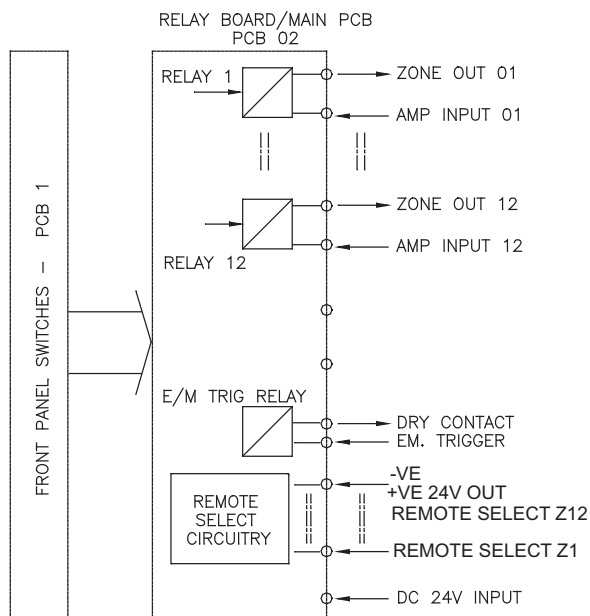 RELAY BOARD/MAIN PCB
PCB 02
FRONT PANEL SWITCHES — PCB 1
RELAY 1
ZONE OUT 01
AMP INPUT 01
ZONE OUT 12
AMP INPUT 12
RELAY 12
E/M TRIG RELAY
DRY CONTACT
EM. TRIGGER
REMOTE
SELECT
CIRCUITRY
-VE
+VE 24V OUT
REMOTE SELECT Z12
REMOTE SELECT Z1
DC 24V INPUT